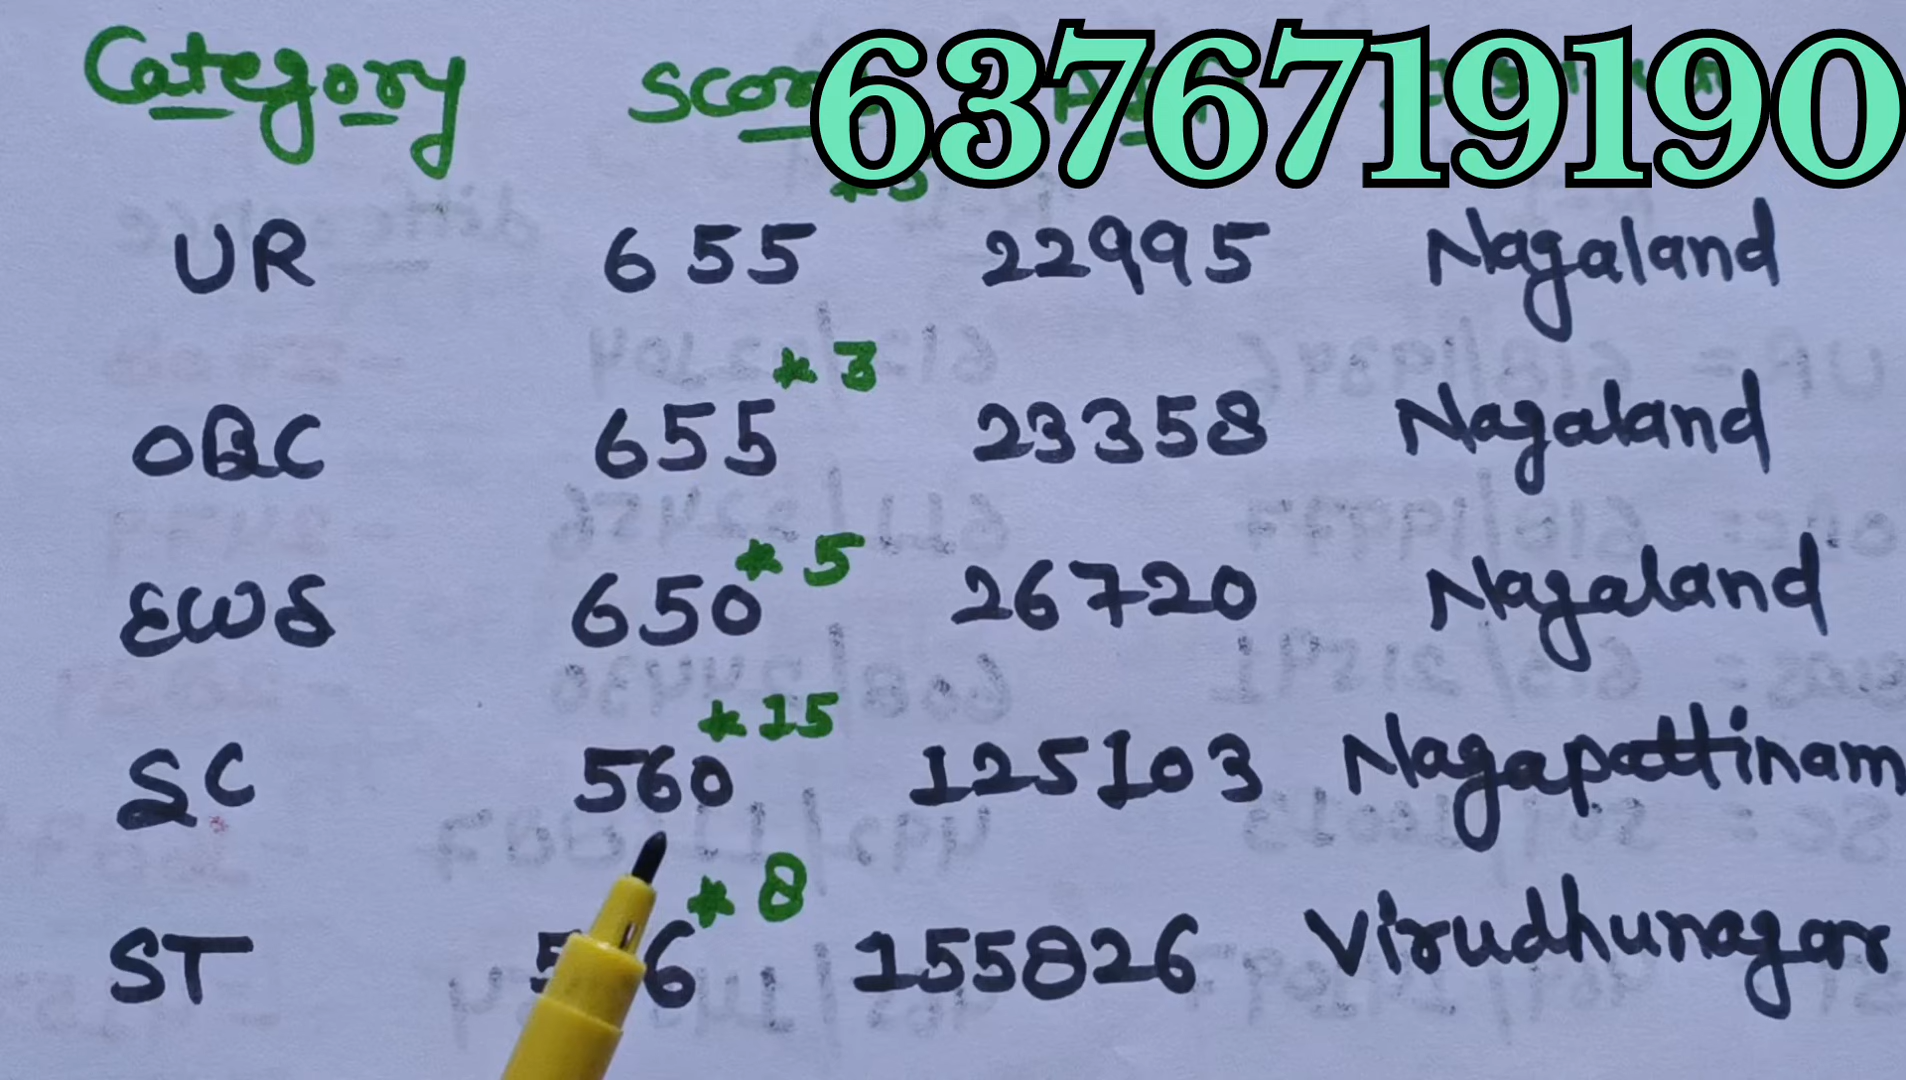 6376719190
Category Score
UR 655 22995 Nagaland
* 3
OBC 655 23358 Nagaland
* 5
EWS 650 26720 Nagaland
* 15
SC 560 125103 Nagapattinam
* 8
ST 155826 Virudhunagar